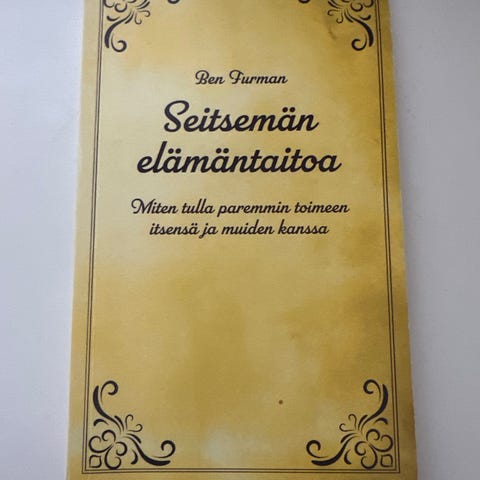 Ben Furman
Seitsemän
elämäntaitoa
Miten tulla paremmin toimeen
itsensä ja muiden kanssa